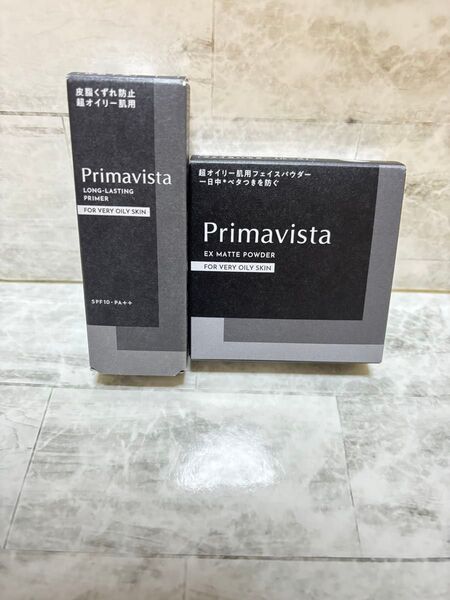 皮脂くずれ防止
超オイリー肌用
Primavista
LONG-LASTING
PRIMER
FOR VERY OILY SKIN
SPF10・PA++
超オイリー肌用フェイスパウダー
一日中*ベタつきを防ぐ
Primavista
EX MATTE POWDER
FOR VERY OILY SKIN